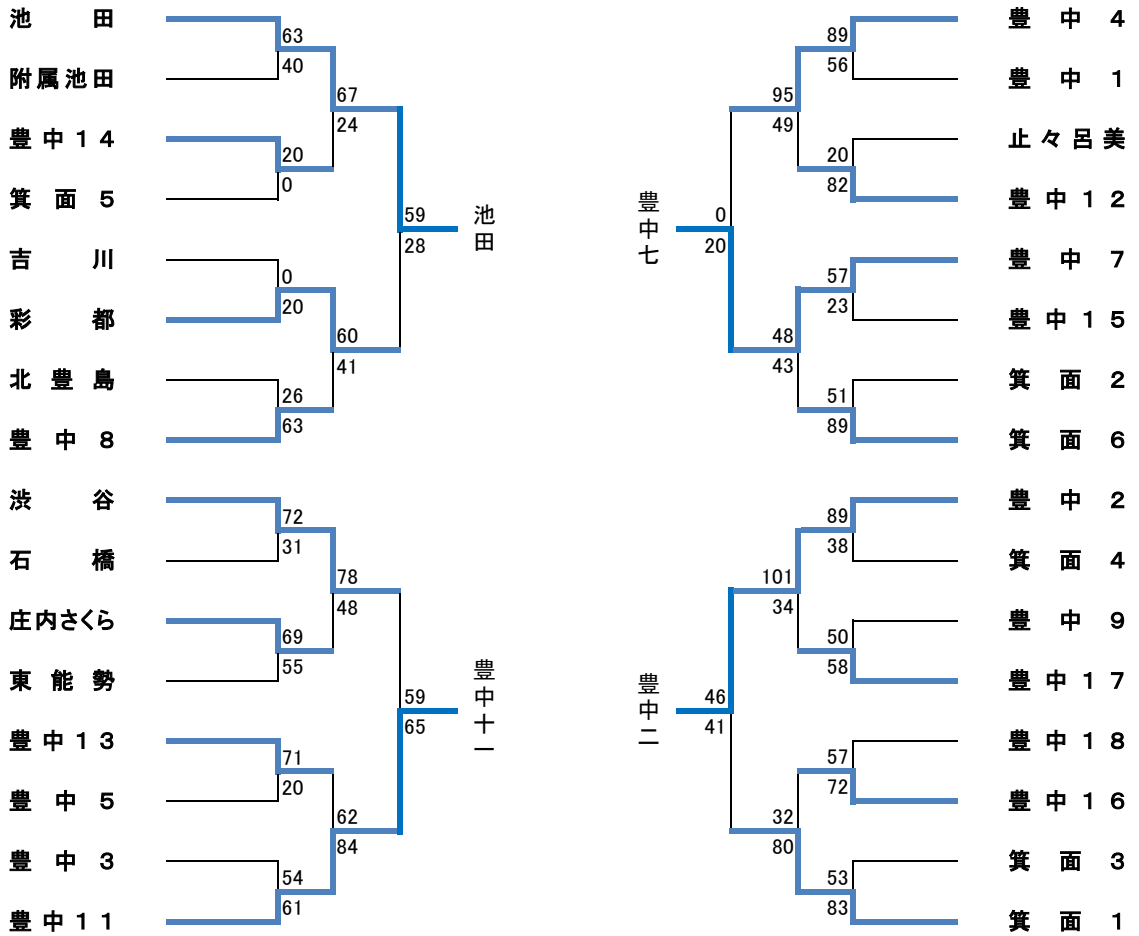 池田
63
附属池田
40
67
24
豊中14
20
箕面5
0
59
28
池田
吉川
0
彩都
20
60
41
北豊島
26
豊中8
63
渋谷
72
石橋
31
78
48
庄内さくら
69
東能勢
55
59
65
豊中十一
豊中13
71
豊中5
20
62
84
豊中3
54
豊中11
61
豊中4
89
豊中1
56
95
49
止々呂美
20
豊中12
82
豊中七
0
20
豊中7
57
豊中15
23
48
43
箕面2
51
箕面6
89
豊中2
89
箕面4
38
101
34
豊中9
50
豊中17
58
豊中二
46
41
豊中18
57
豊中16
72
32
80
箕面3
53
箕面1
83